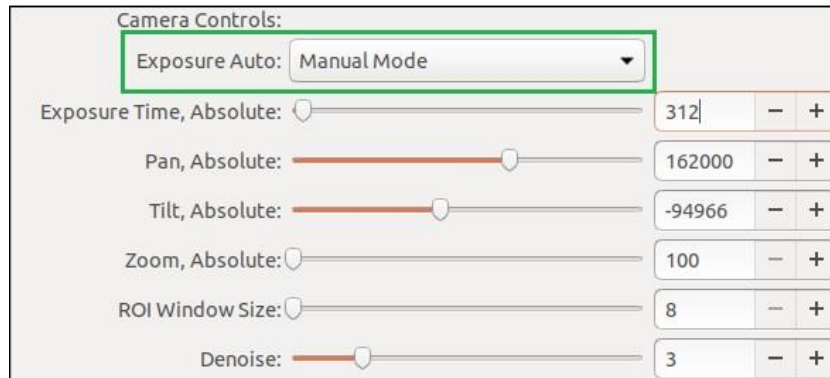 Camera Controls:
Exposure Auto: Manual Mode
Exposure Time, Absolute: 312 − +
Pan, Absolute: 162000 − +
Tilt, Absolute: -94966 − +
Zoom, Absolute: 100 − +
ROI Window Size: 8 − +
Denoise: 3 − +